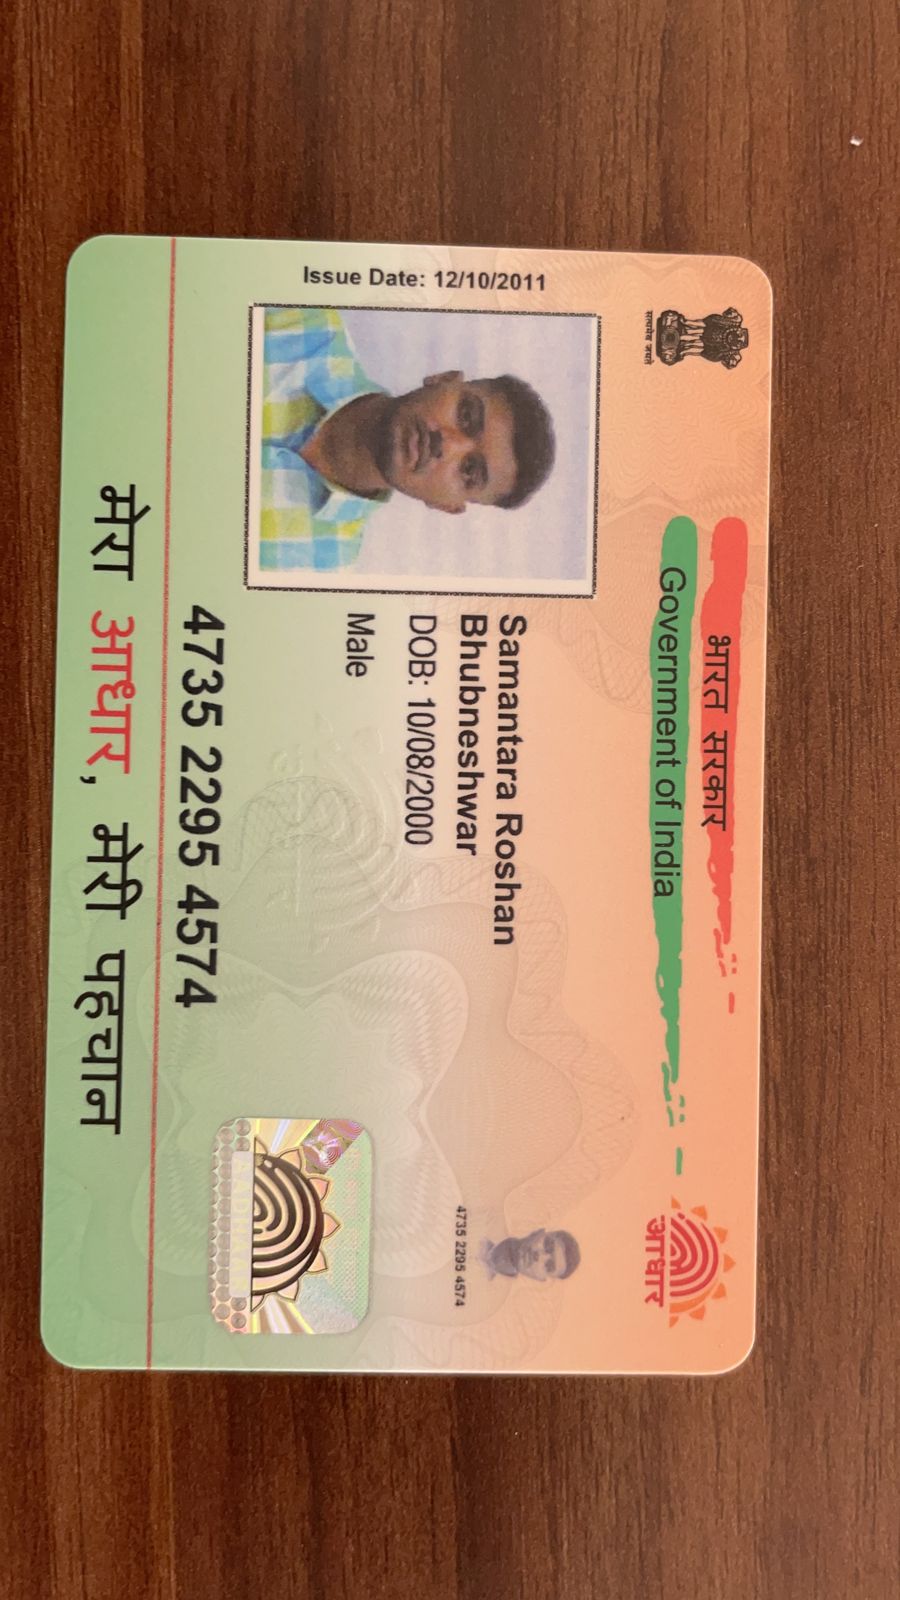 भारत सरकार
Government of India
आधार
Issue Date: 12/10/2011
सत्यमेव जयते
Samantara Roshan
Bhubneshwar
DOB: 10/08/2000
Male
4735 2295 4574
4735 2295 4574
AADHAAR
मेरा आधार, मेरी पहचान